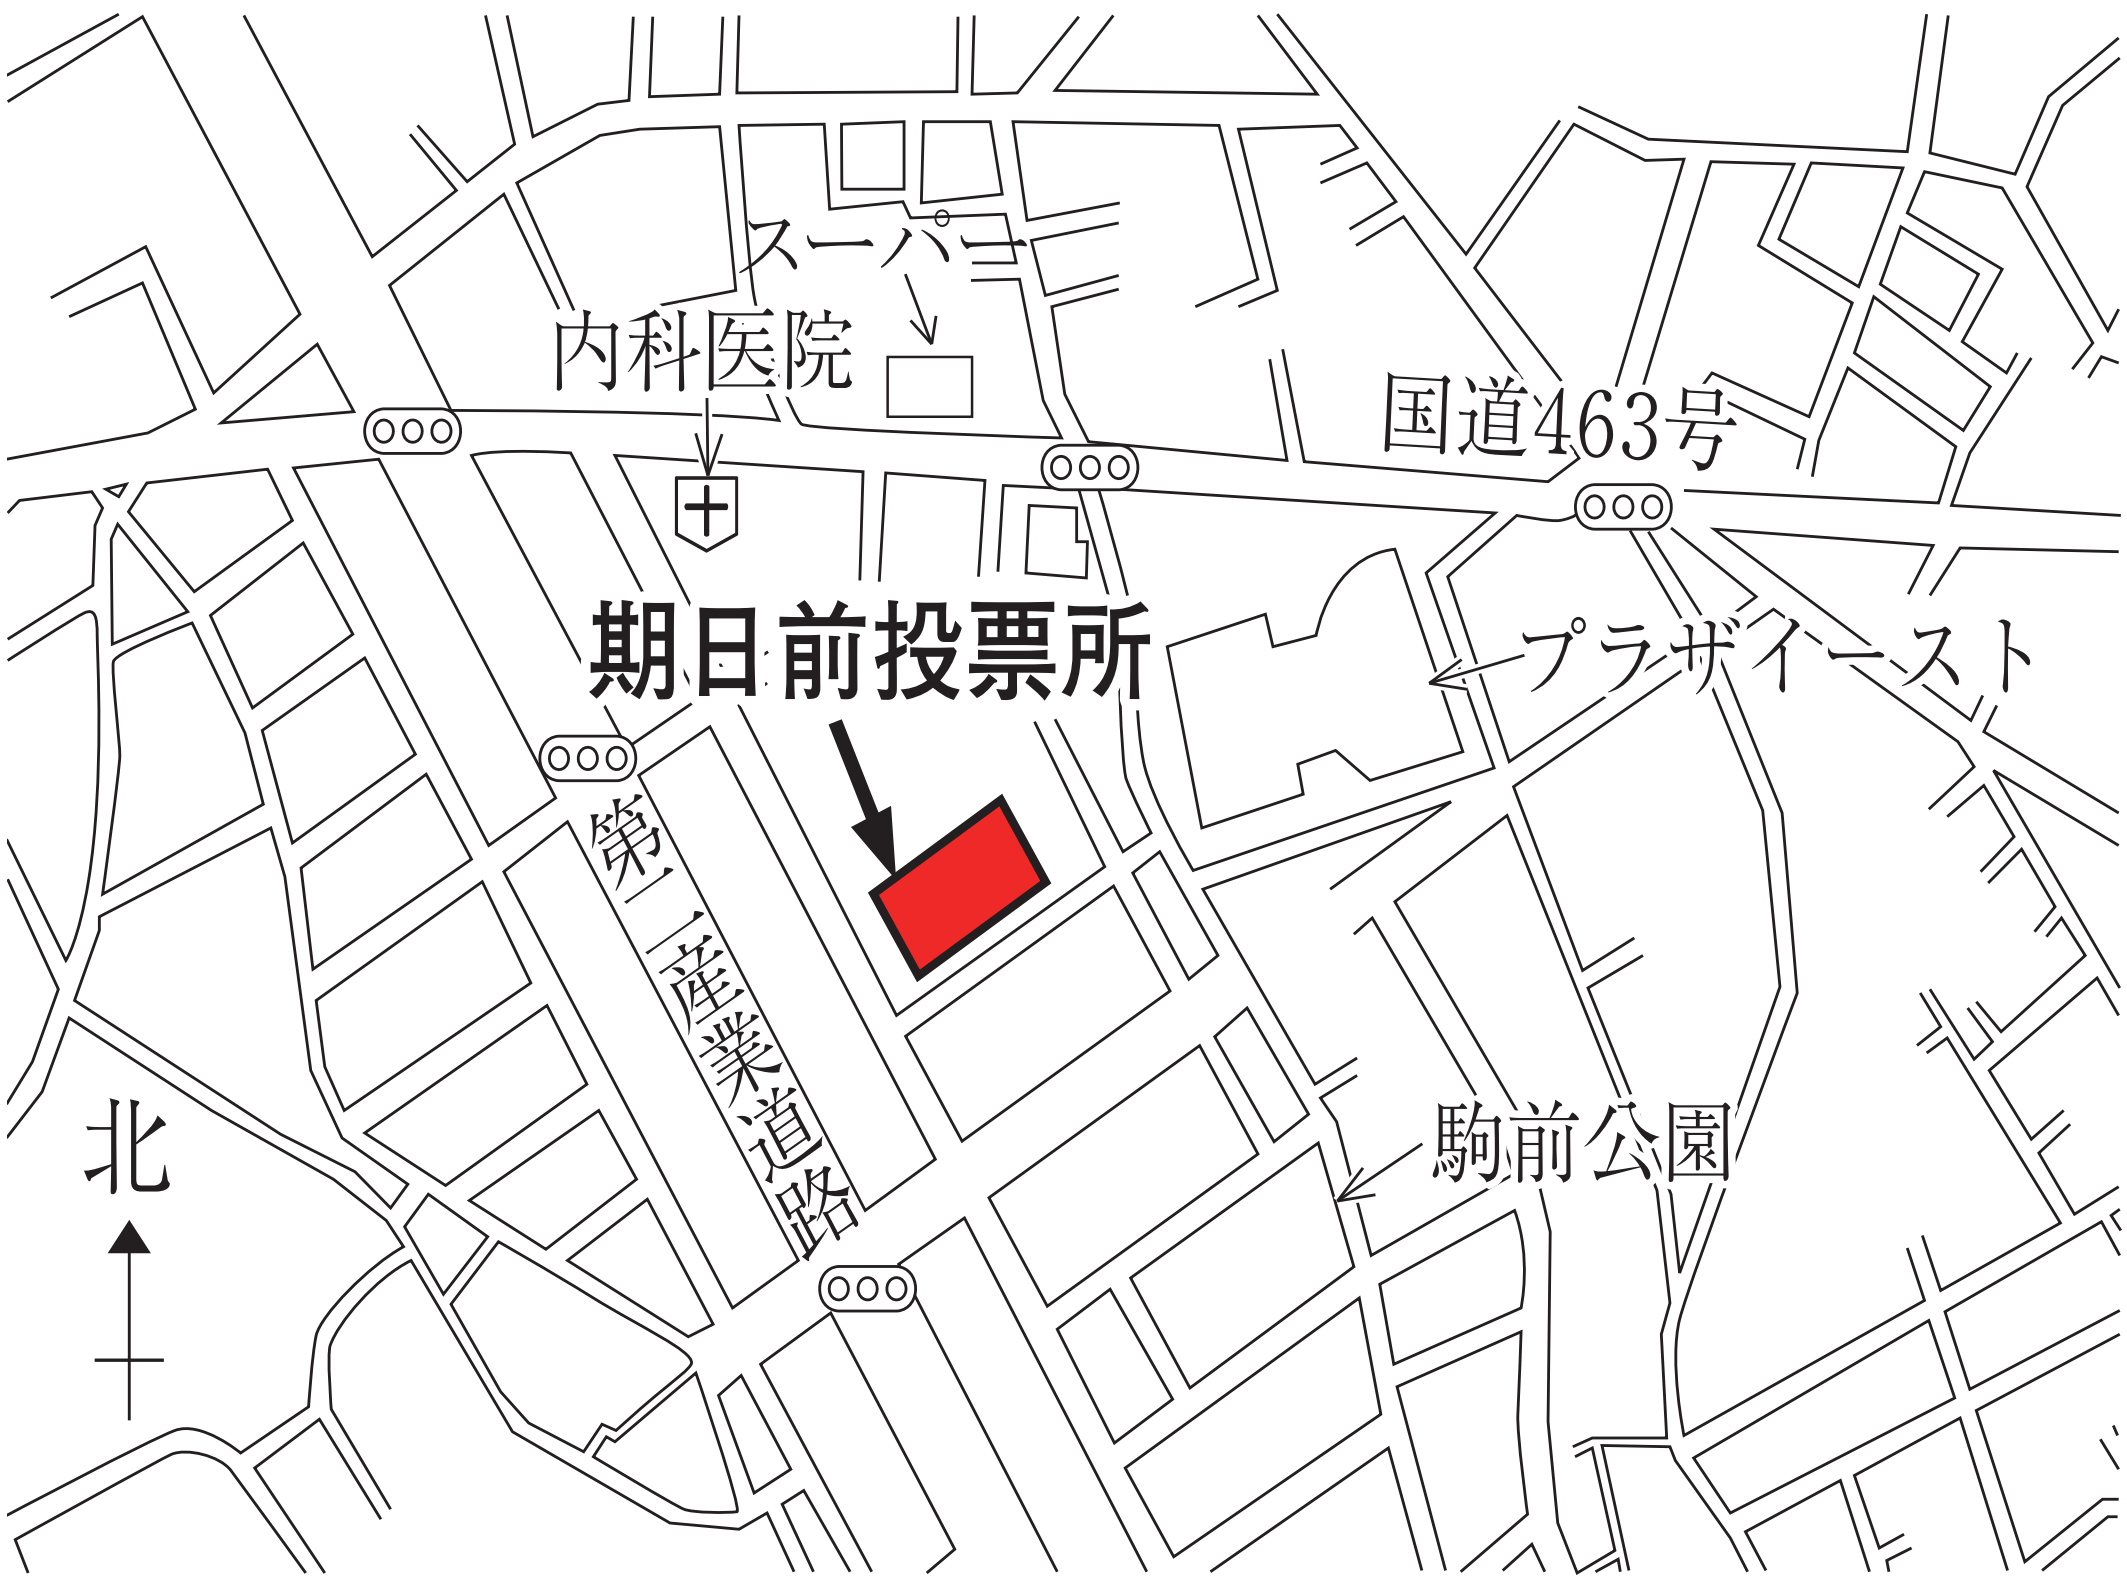 スーパー
内科医院
国道463号
期日前投票所
プラザイースト
第二産業道路
駒前公園
北